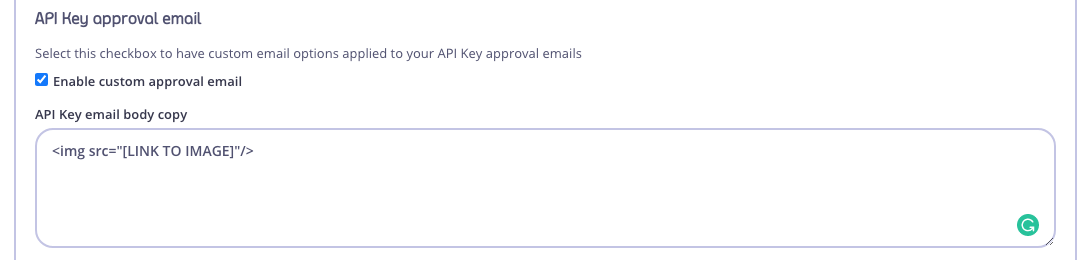 API Key approval email
Select this checkbox to have custom email options applied to your API Key approval emails
Enable custom approval email
API Key email body copy
<img src="[LINK TO IMAGE]"/>